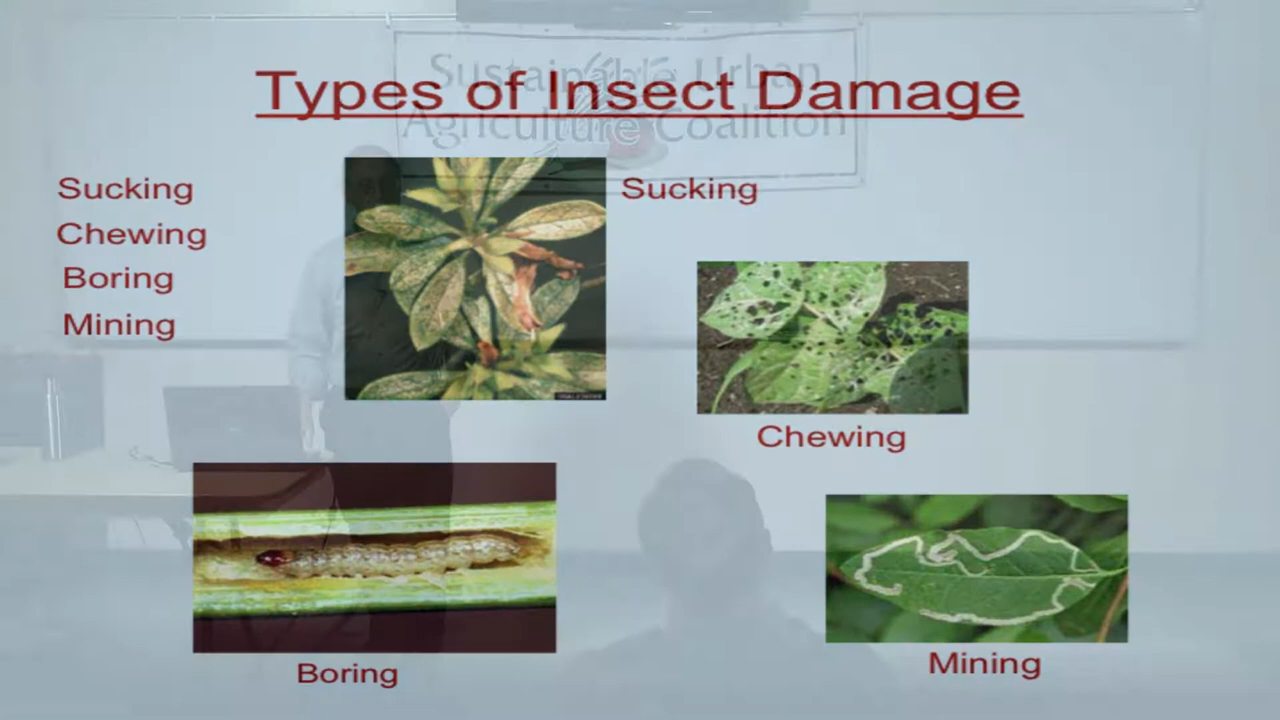 Sustainable Urban
Agriculture Coalition
Types of Insect Damage
Sucking
Chewing
Boring
Mining
Sucking
Chewing
Boring
Mining